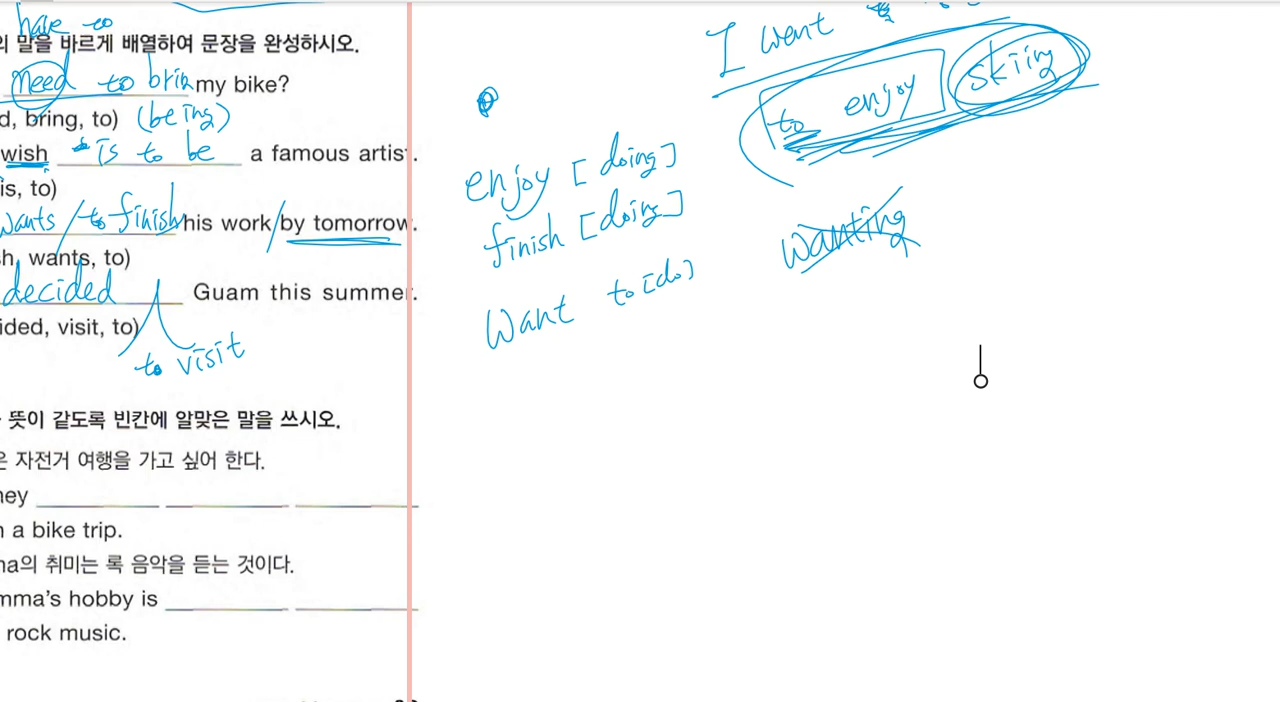 have to
의 말을 바르게 배열하여 문장을 완성하시오.
need to brin my bike?
d, bring, to) (being)
wish is to be a famous artist.
is, to)
wants / to finish his work / by tomorrow.
sh, wants, to)
decided Guam this summer.
ided, visit, to)
to visit
뜻이 같도록 빈칸에 알맞은 말을 쓰시오.
은 자전거 여행을 가고 싶어 한다.
ney
n a bike trip.
na의 취미는 록 음악을 듣는 것이다.
mma's hobby is
rock music.
I want
to enjoy skiing
enjoy [doing]
finish [doing]
wanting
Want to [do]